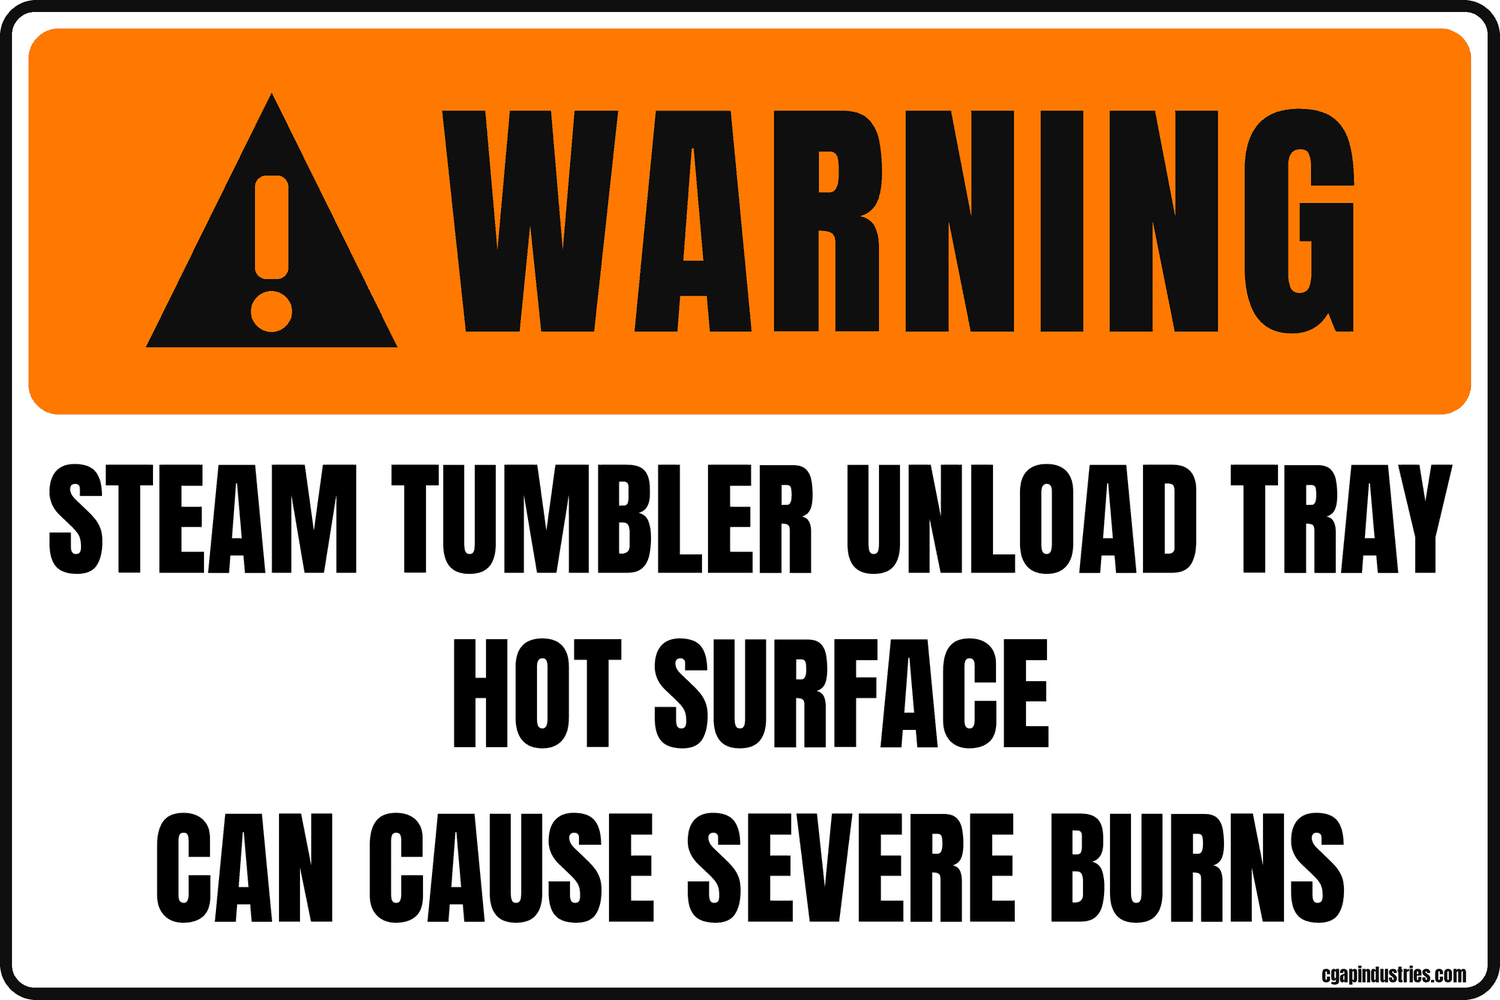 WARNING
STEAM TUMBLER UNLOAD TRAY
HOT SURFACE
CAN CAUSE SEVERE BURNS
cgapindustries.com